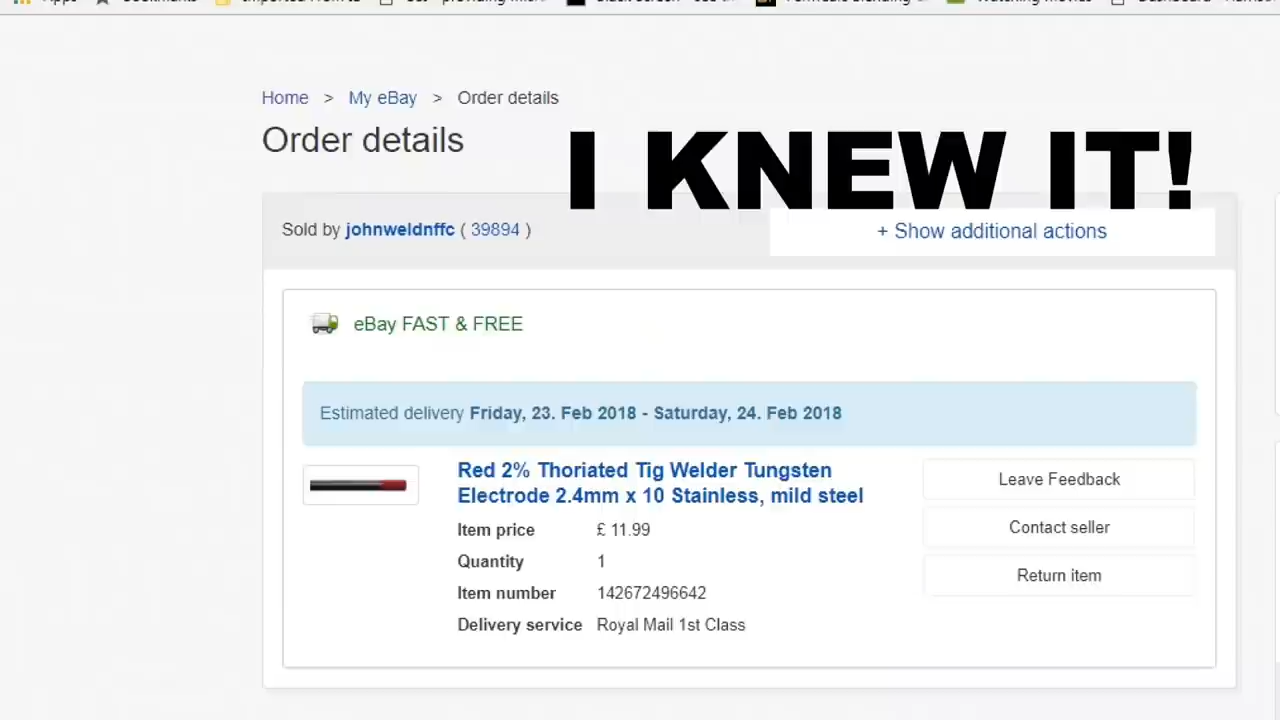 Home > My eBay > Order details
Order details
I KNEW IT!
Sold by johnweldnffc ( 39894 )
+ Show additional actions
eBay FAST & FREE
Estimated delivery Friday, 23. Feb 2018 - Saturday, 24. Feb 2018
Red 2% Thoriated Tig Welder Tungsten
Electrode 2.4mm x 10 Stainless, mild steel
Item price £ 11.99
Quantity 1
Item number 142672496642
Delivery service Royal Mail 1st Class
Leave Feedback
Contact seller
Return item